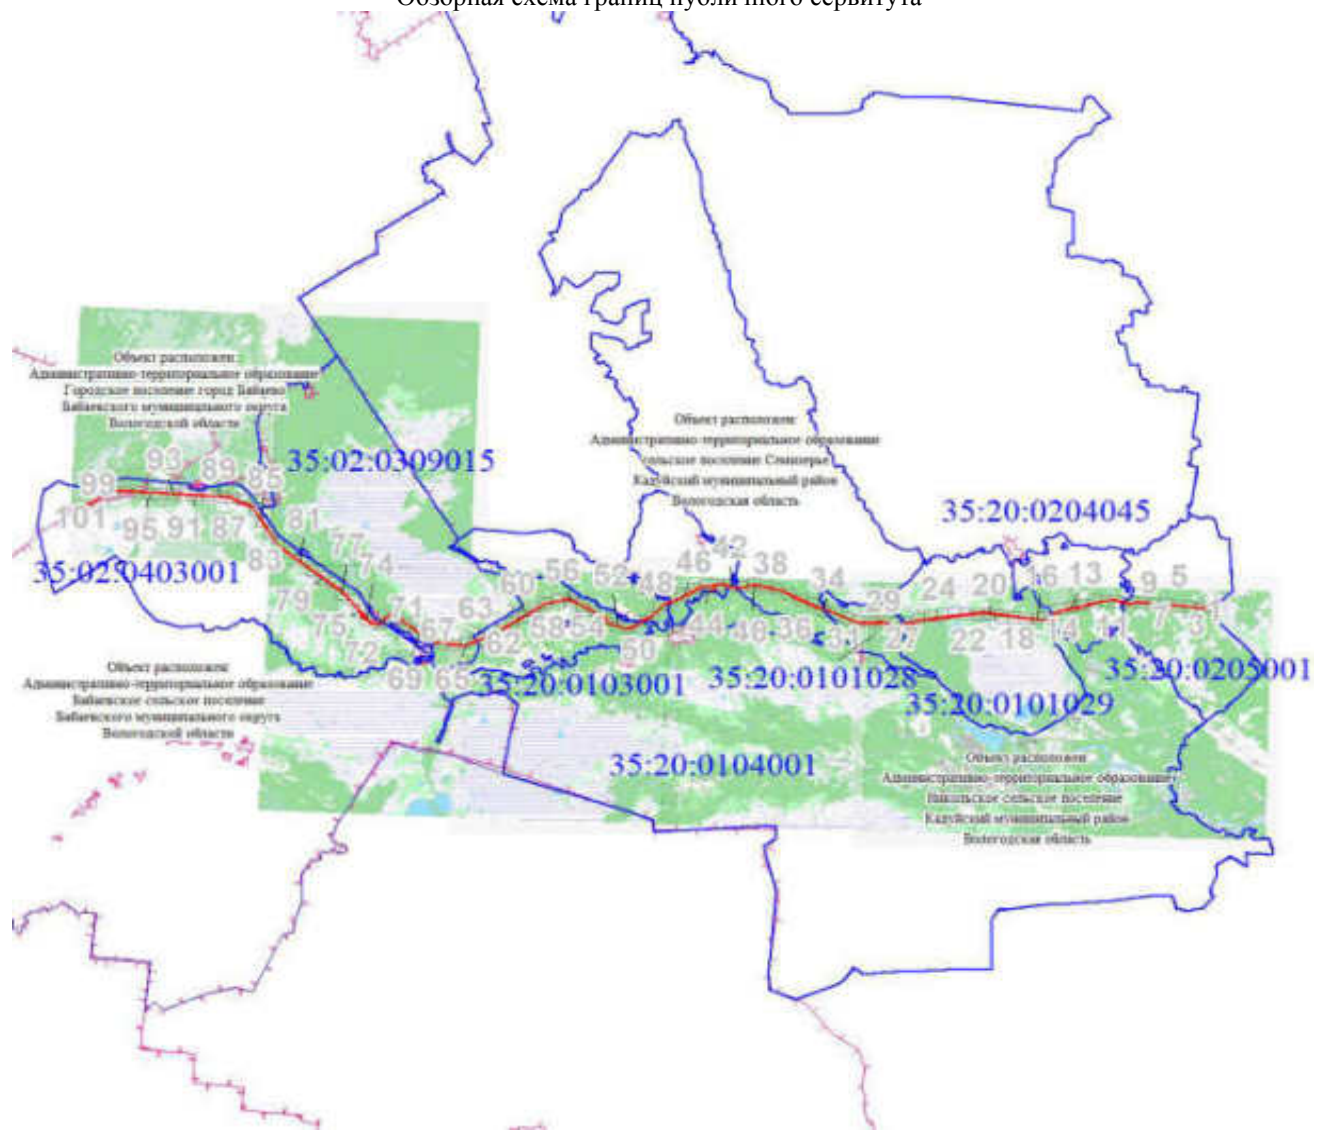 Обзорная схема границ публичного сервитута
Объект расположен:
Административно-территориальное образование
Городское поселение город Бабаево
Бабаевского муниципального округа
Вологодской области
Объект расположен:
Административно-территориальное образование
сельское поселение Семизерье
Кадуйский муниципальный район
Вологодская область
35:02:0309015
93
89
85
99
101
95
91
87
81
83
35:20:0204045
35:02:0403001
77
74
79
75
72
71
67
69
65
63
60
62
56
58
54
52
50
48
46
42
44
40
38
36
34
31
29
27
24
22
20
18
16
14
13
11
9
7
5
3
1
35:20:0103001
35:20:0101028
35:20:0101029
35:20:0205001
35:20:0104001
Объект расположен:
Административно-территориальное образование
Бабаевское сельское поселение
Бабаевского муниципального округа
Вологодской области
Объект расположен:
Административно-территориальное образование
Никольское сельское поселение
Кадуйский муниципальный район
Вологодская область